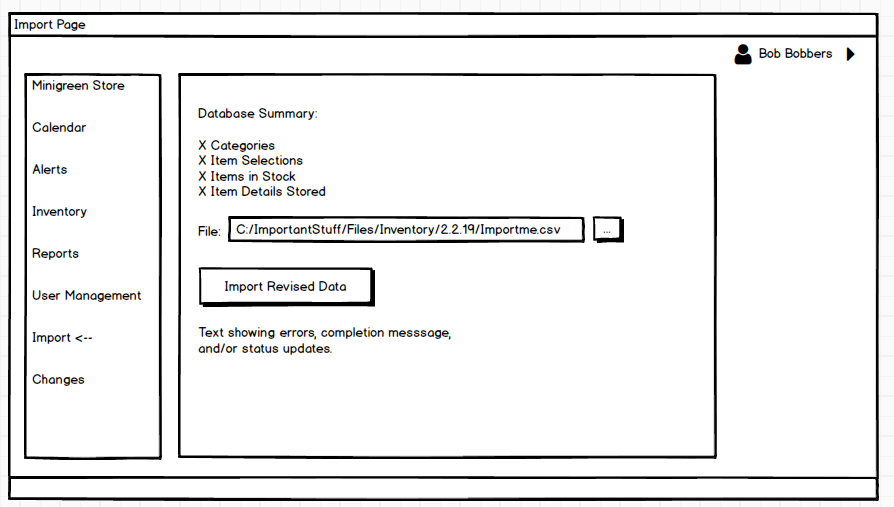 Import Page
Bob Bobbers
Minigreen Store
Calendar
Alerts
Inventory
Reports
User Management
Import <--
Changes
Database Summary:
X Categories
X Item Selections
X Items in Stock
X Item Details Stored
File: C:/ImportantStuff/Files/Inventory/2.2.19/Importme.csv ...
Import Revised Data
Text showing errors, completion messsage,
and/or status updates.